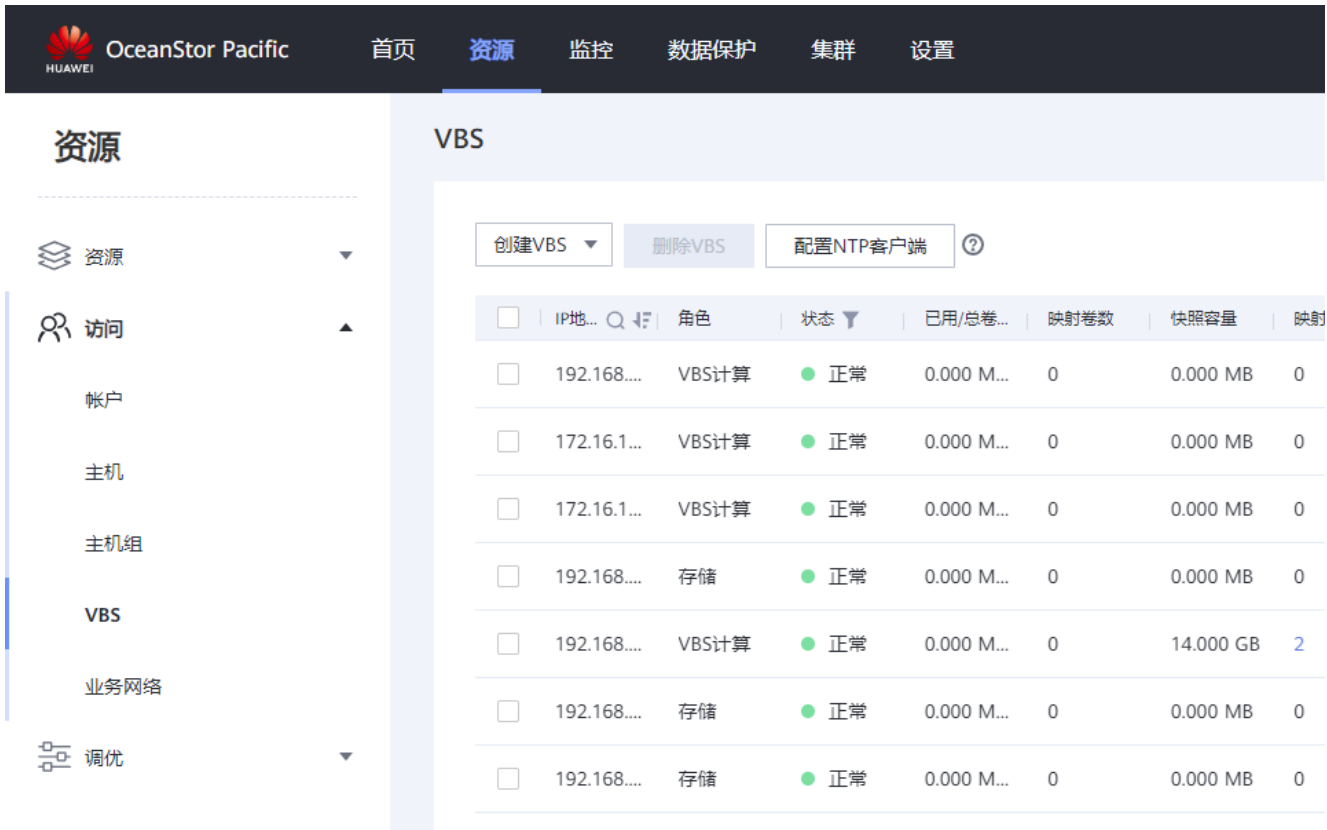 HUAWEI OceanStor Pacific 首页 资源 监控 数据保护 集群 设置
资源
资源
访问
帐户
主机
主机组
VBS
业务网络
调优
VBS
创建VBS 删除VBS 配置NTP客户端 ?
IP地... 角色 状态 已用/总卷... 映射卷数 快照容量 映射
192.168.... VBS计算 正常 0.000 M... 0 0.000 MB 0
172.16.1... VBS计算 正常 0.000 M... 0 0.000 MB 0
172.16.1... VBS计算 正常 0.000 M... 0 0.000 MB 0
192.168.... 存储 正常 0.000 M... 0 0.000 MB 0
192.168.... VBS计算 正常 0.000 M... 0 14.000 GB 2
192.168.... 存储 正常 0.000 M... 0 0.000 MB 0
192.168.... 存储 正常 0.000 M... 0 0.000 MB 0